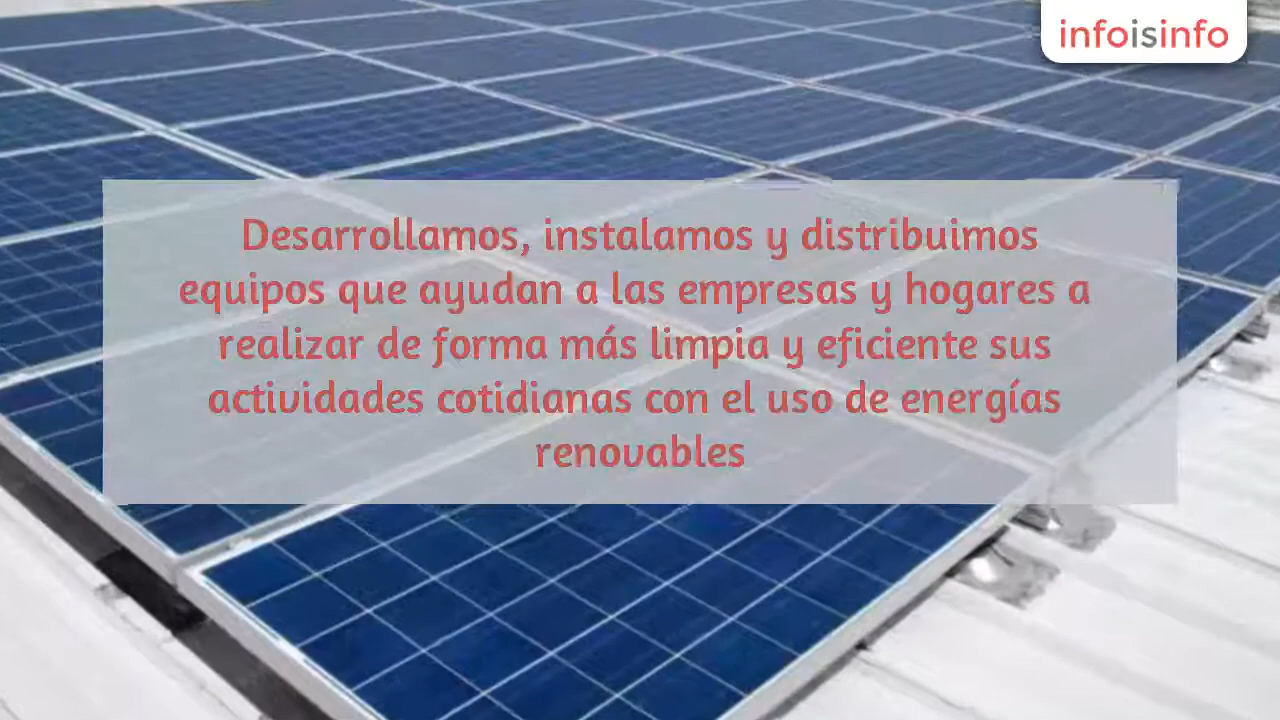 infoisinfo
Desarrollamos, instalamos y distribuimos
equipos que ayudan a las empresas y hogares a
realizar de forma más limpia y eficiente sus
actividades cotidianas con el uso de energías
renovables